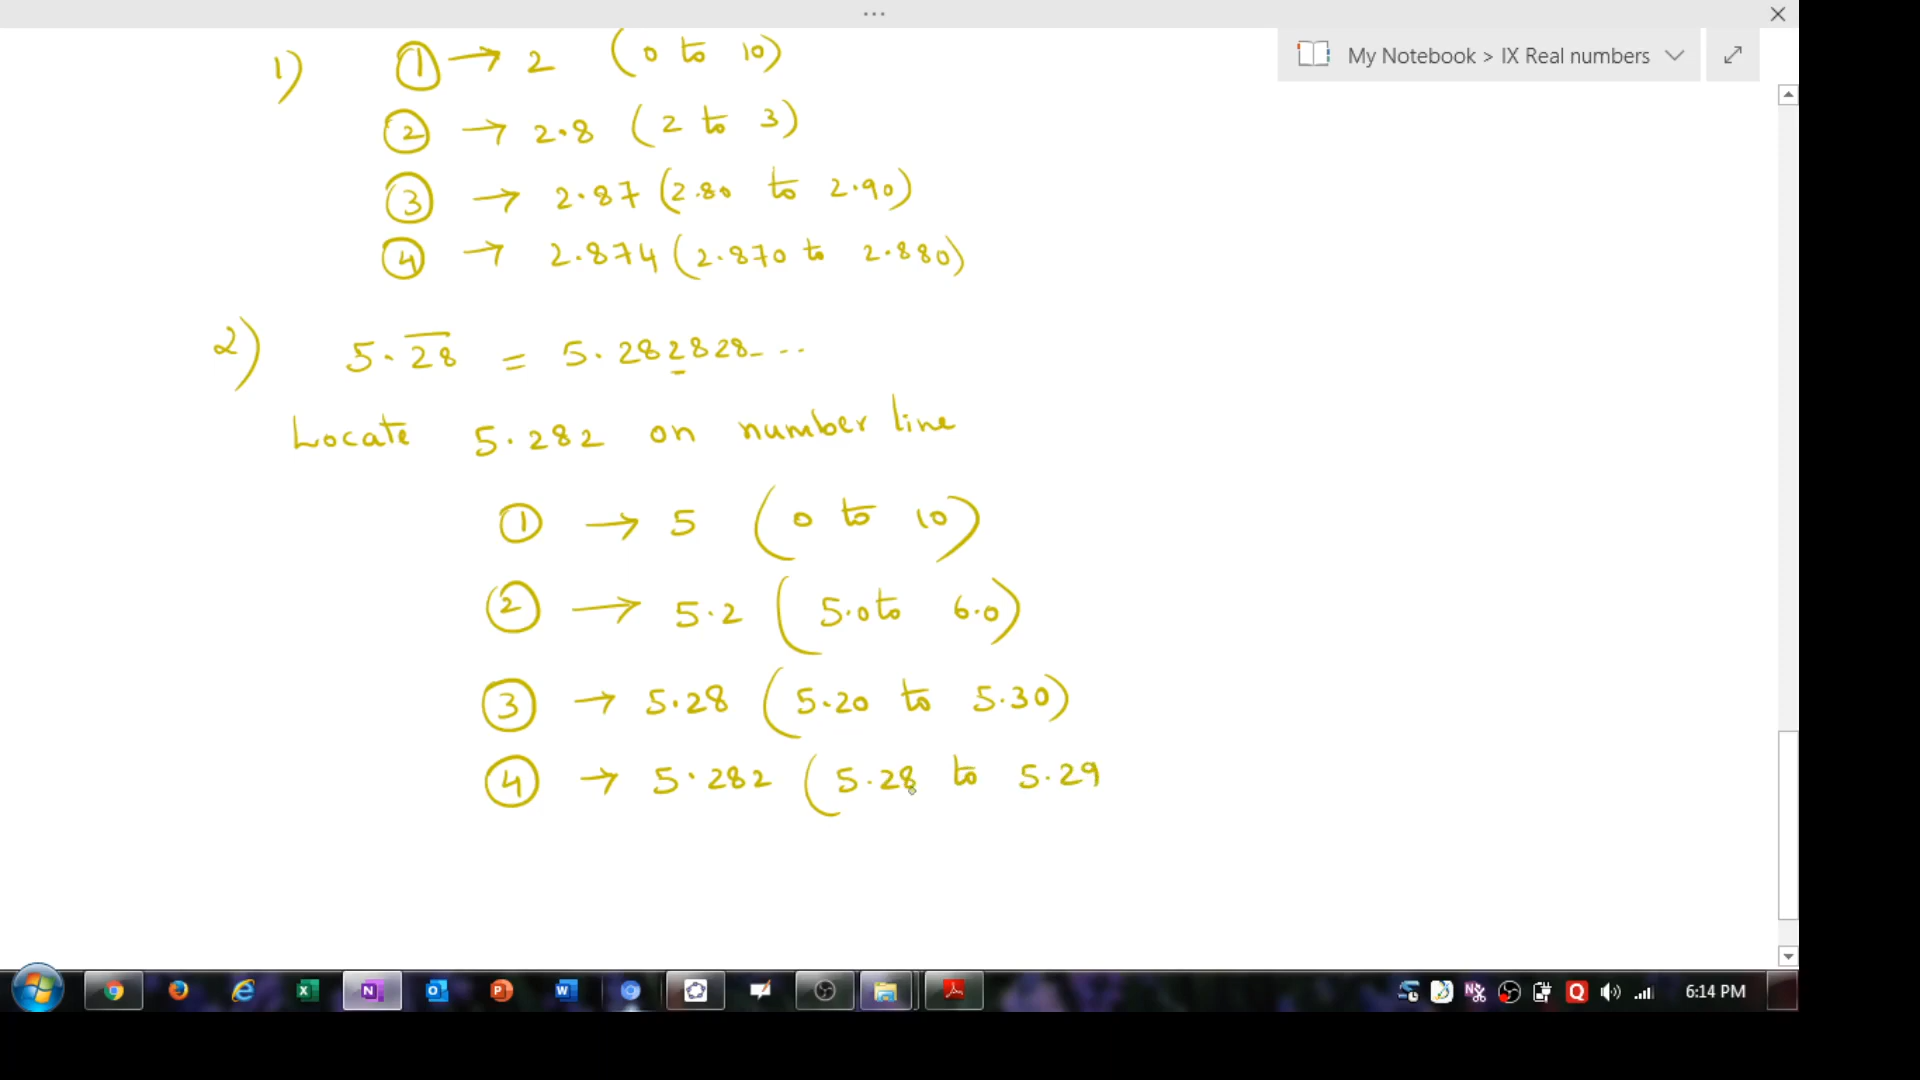 ...
My Notebook > IX Real numbers
1) ① → 2 (0 to 10)
② → 2.8 (2 to 3)
③ → 2.87 (2.80 to 2.90)
④ → 2.874 (2.870 to 2.880)
2) 5.2̅8̅ = 5.282828-..
Locate 5.282 on number line
① → 5 (0 to 10)
② → 5.2 (5.0 to 6.0)
③ → 5.28 (5.20 to 5.30)
④ → 5.282 (5.28 to 5.29
6:14 PM